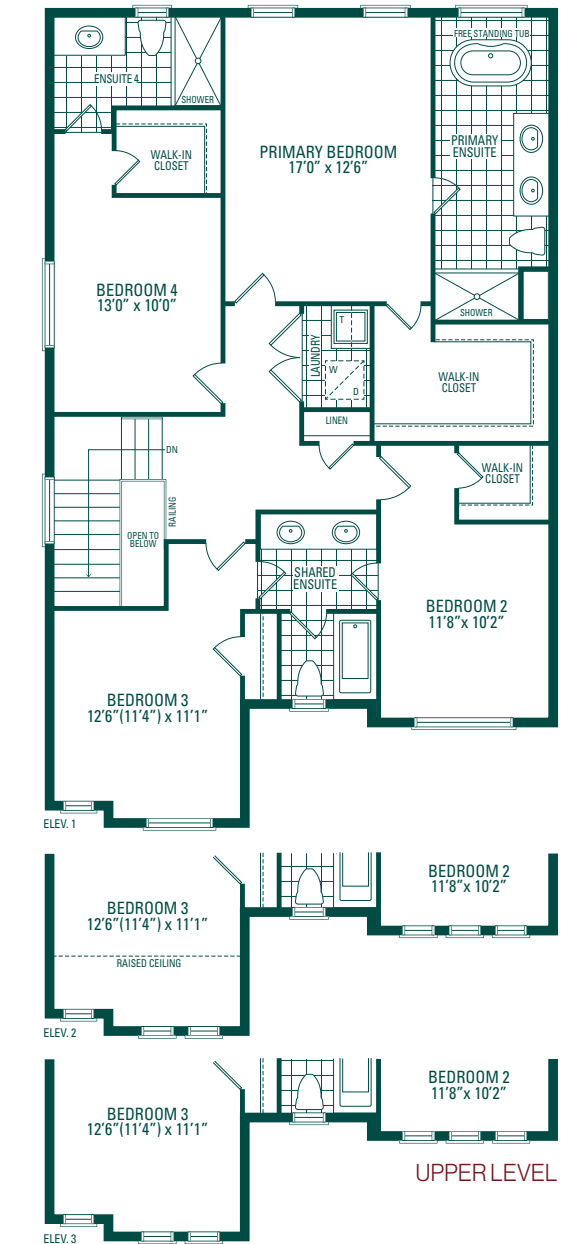 FREE STANDING TUB
ENSUITE 4
SHOWER
WALK-IN
CLOSET
PRIMARY BEDROOM
17'0" x 12'6"
PRIMARY
ENSUITE
BEDROOM 4
13'0" x 10'0"
SHOWER
T
LAUNDRY
W
D
WALK-IN
CLOSET
LINEN
DN
WALK-IN
CLOSET
RAILING
OPEN TO
BELOW
SHARED
ENSUITE
BEDROOM 2
11'8" x 10'2"
BEDROOM 3
12'6"(11'4") x 11'1"
ELEV. 1
BEDROOM 2
11'8" x 10'2"
BEDROOM 3
12'6"(11'4") x 11'1"
RAISED CEILING
ELEV. 2
BEDROOM 2
11'8" x 10'2"
BEDROOM 3
12'6"(11'4") x 11'1"
UPPER LEVEL
ELEV. 3